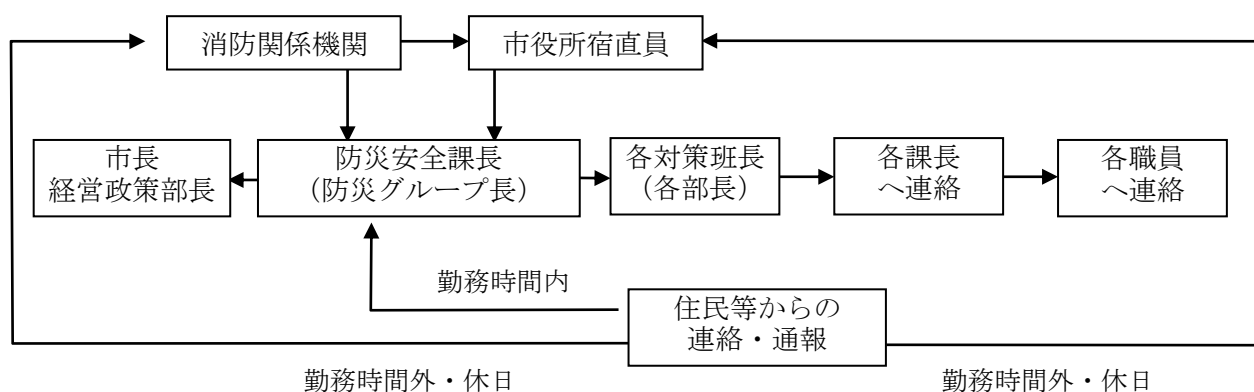 消防関係機関
市役所宿直員
市長
経営政策部長
防災安全課長
(防災グループ長)
各対策班長
(各部長)
各課長
へ連絡
各職員
へ連絡
勤務時間内
住民等からの
連絡・通報
勤務時間外・休日
勤務時間外・休日